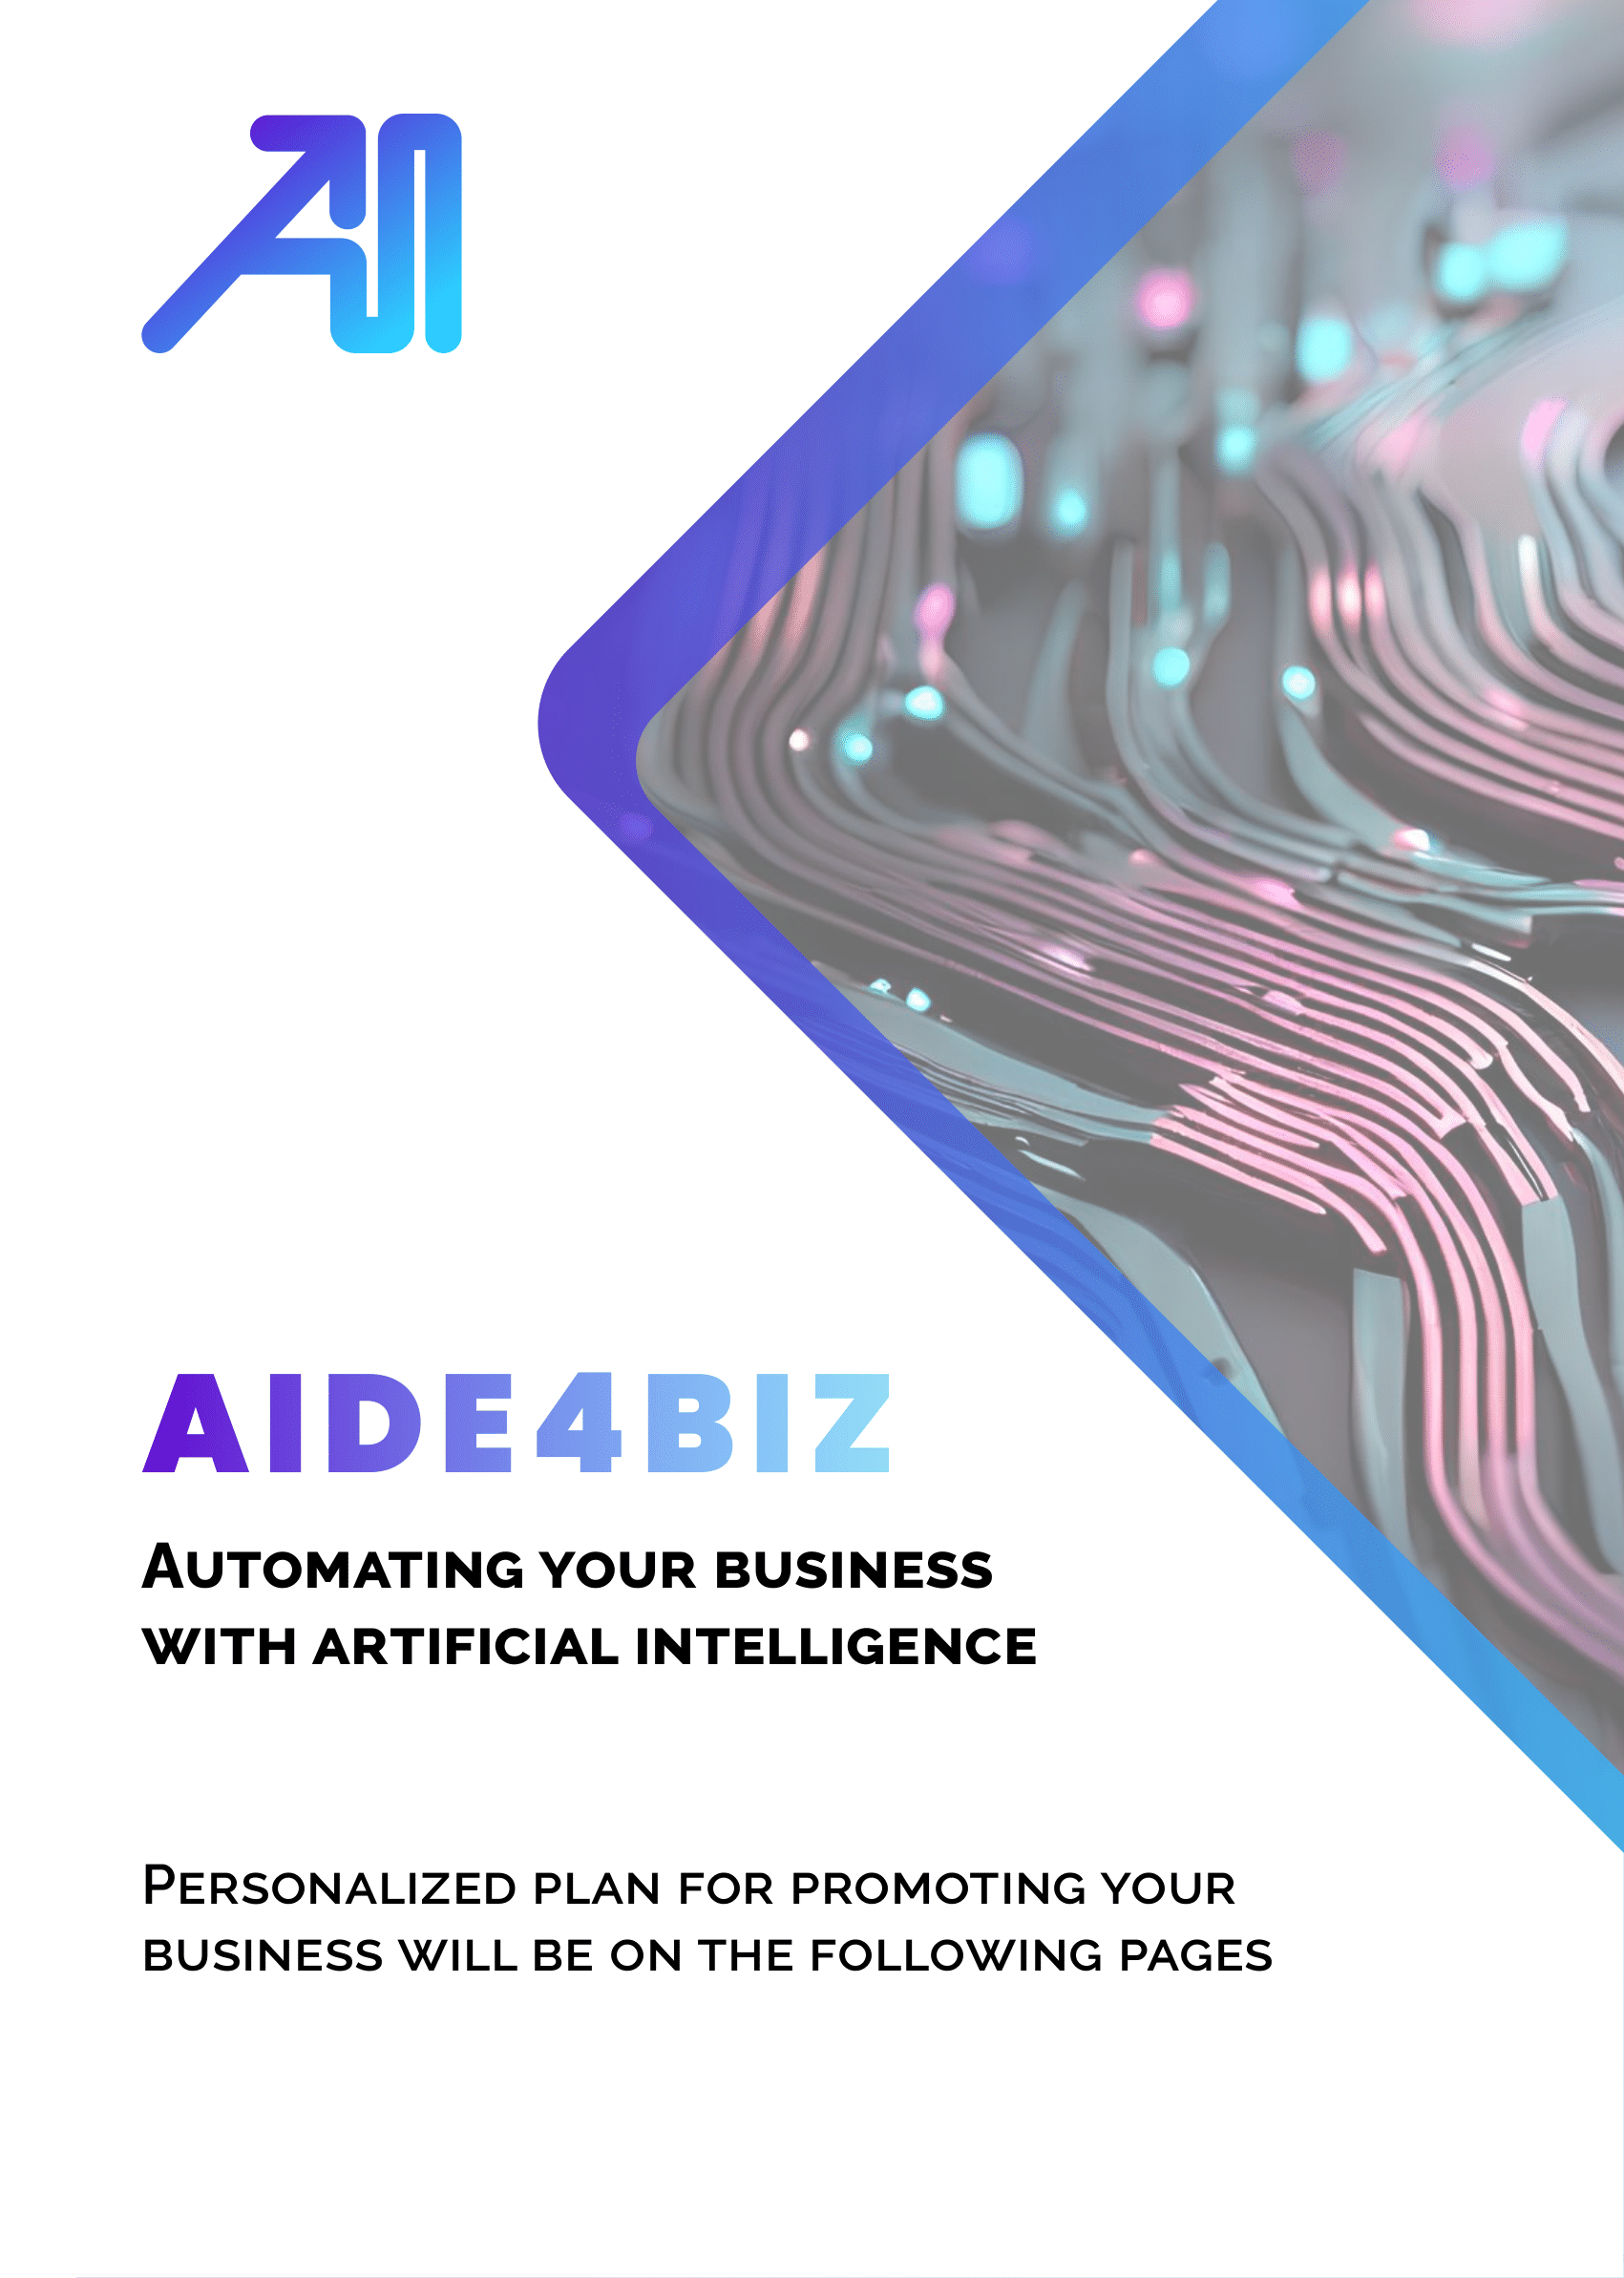 AI
AIDE4BIZ
Automating your business
with artificial intelligence
Personalized plan for promoting your
business will be on the following pages